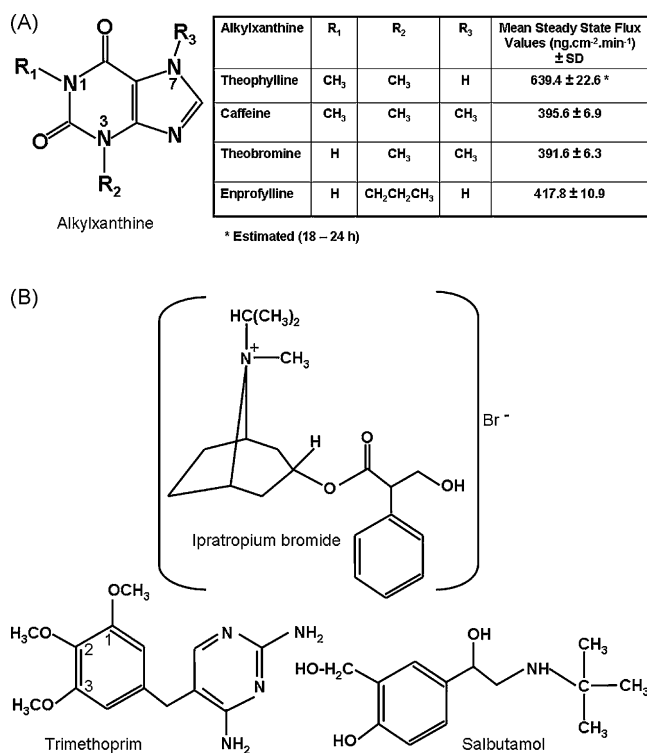 (A)
O
R₃
R₁
N
1
N
7
3
O
N
N
R₂
Alkylxanthine
Alkylxanthine R₁ R₂ R₃ Mean Steady State Flux
Values (ng.cm-².min-¹)
± SD
Theophylline CH₃ CH₃ H 639.4 ± 22.6 *
Caffeine CH₃ CH₃ CH₃ 395.6 ± 6.9
Theobromine H CH₃ CH₃ 391.6 ± 6.3
Enprofylline H CH₂CH₂CH₃ H 417.8 ± 10.9
* Estimated (18 – 24 h)
(B)
HC(CH₃)₂
N⁺ CH₃
Br ⁻
H
O
O
OH
Ipratropium bromide
OCH₃
H₃CO
H₃CO
1
2
3
N
NH₂
N
NH₂
Trimethoprim
OH
HO-H₂C
HO
NH
CH₃
C
CH₃
CH₃
Salbutamol